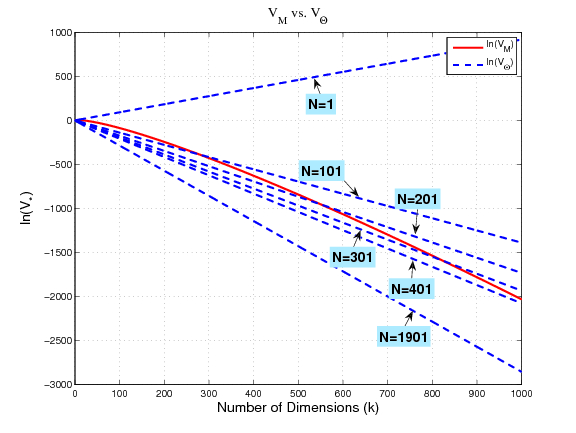 V_M vs. V_Θ
ln(V_M)
ln(V_Θ)
1000
500
0
−500
−1000
−1500
−2000
−2500
−3000
ln(V_*)
N=1
N=101
N=201
N=301
N=401
N=1901
0 100 200 300 400 500 600 700 800 900 1000
Number of Dimensions (k)